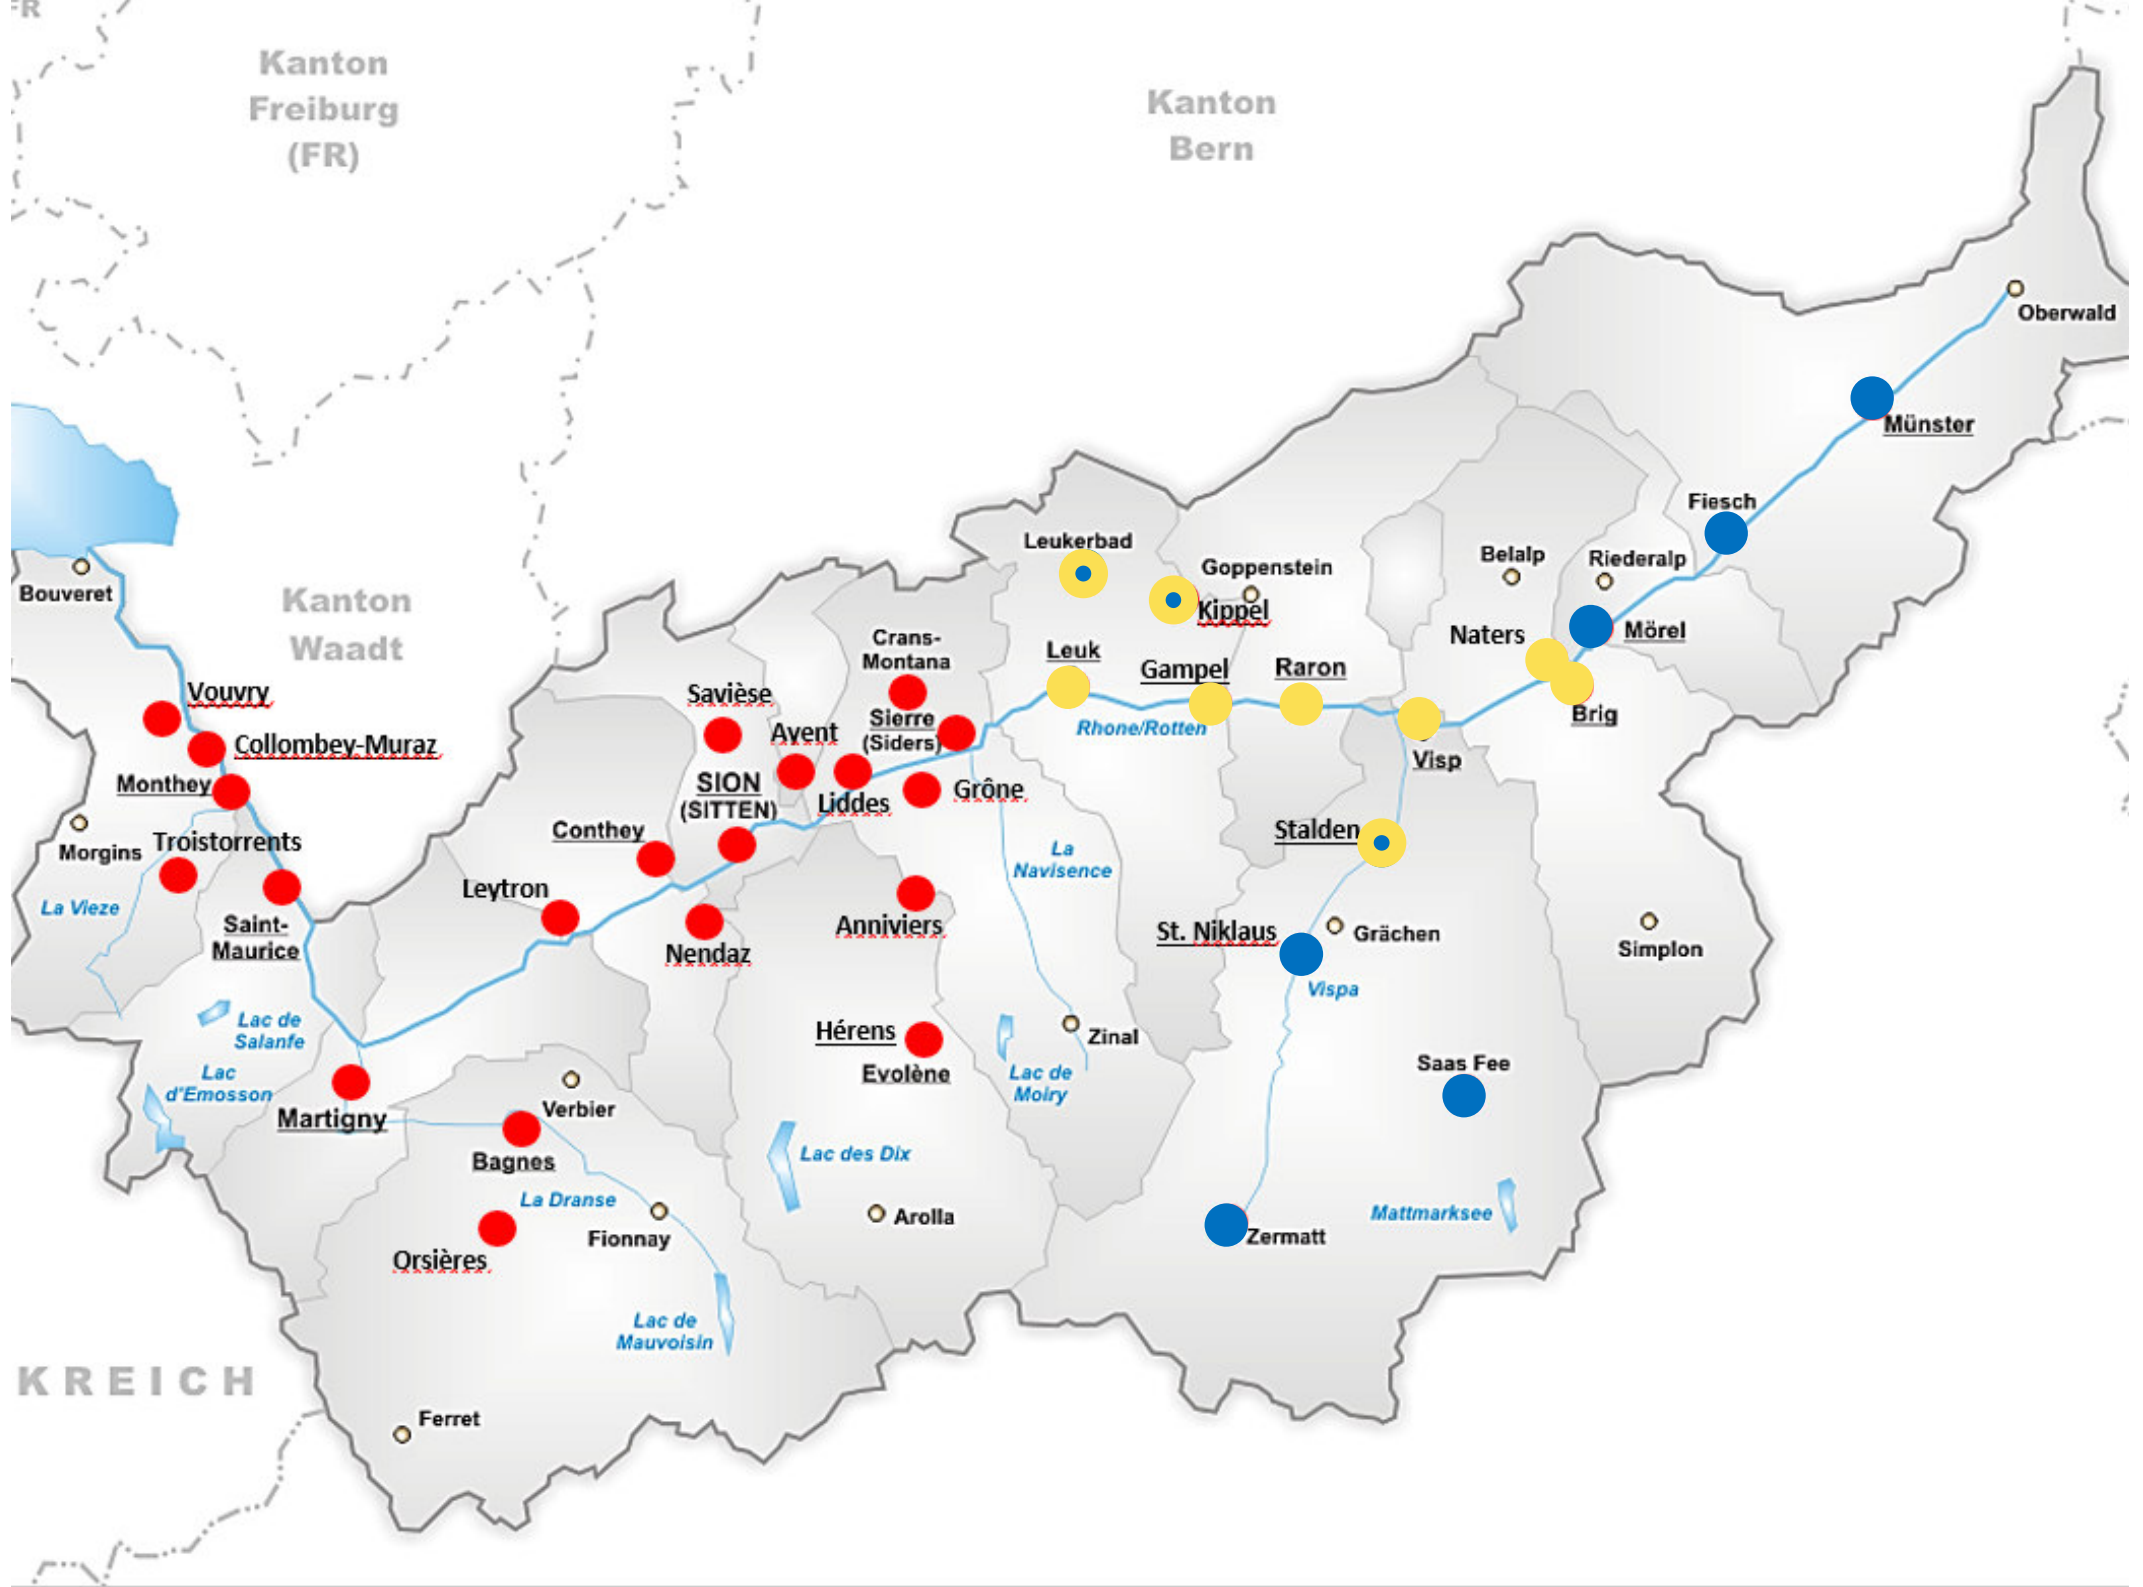 FR
Kanton
Freiburg
(FR)
Kanton
Bern
Oberwald
Münster
Fiesch
Leukerbad
Goppenstein
Belalp
Riederalp
Kippel
Bouveret
Kanton
Waadt
Crans-
Montana
Leuk
Gampel
Raron
Naters
Mörel
Vouvry
Savièse
Sierre
(Siders)
Ayent
Rhone/Rotten
Brig
Collombey-Muraz
Visp
Monthey
SION
(SITTEN)
Liddes
Grône
Conthey
Stalden
Morgins
Troistorrents
La
Navisence
Leytron
La Vieze
Saint-
Maurice
Anniviers
Nendaz
St. Niklaus
Grächen
Simplon
Vispa
Lac de
Salanfe
Hérens
Evolène
Zinal
Lac
d'Emosson
Lac de
Moiry
Saas Fee
Martigny
Verbier
Bagnes
Lac des Dix
La Dranse
Fionnay
Arolla
Mattmarksee
Zermatt
Orsières
Lac de
Mauvoisin
KREICH
Ferret